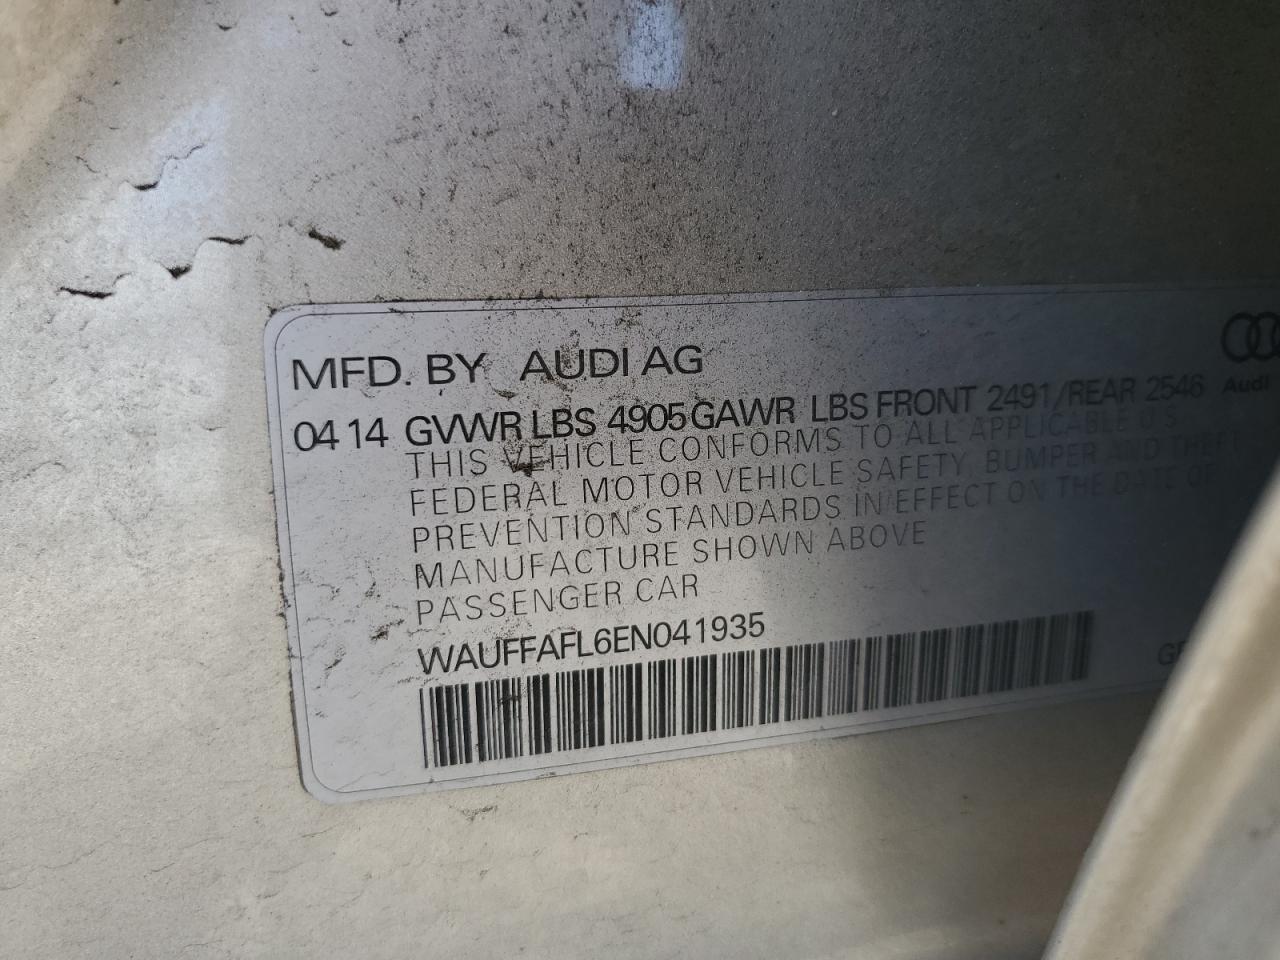 MFD. BY AUDI AG
04 14 GVWR LBS 4905 GAWR LBS FRONT 2491/REAR 2546
Audi
THIS VEHICLE CONFORMS TO ALL APPLICABLE U S
FEDERAL MOTOR VEHICLE SAFETY, BUMPER AND THEFT
PREVENTION STANDARDS IN EFFECT ON THE DATE OF
MANUFACTURE SHOWN ABOVE
PASSENGER CAR
WAUFFAFL6EN041935